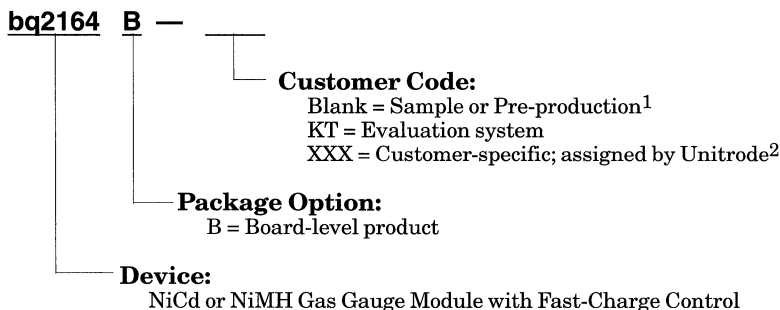 bq2164 B —
Customer Code:
Blank = Sample or Pre-production1
KT = Evaluation system
XXX = Customer-specific; assigned by Unitrode2
Package Option:
B = Board-level product
Device:
NiCd or NiMH Gas Gauge Module with Fast-Charge Control